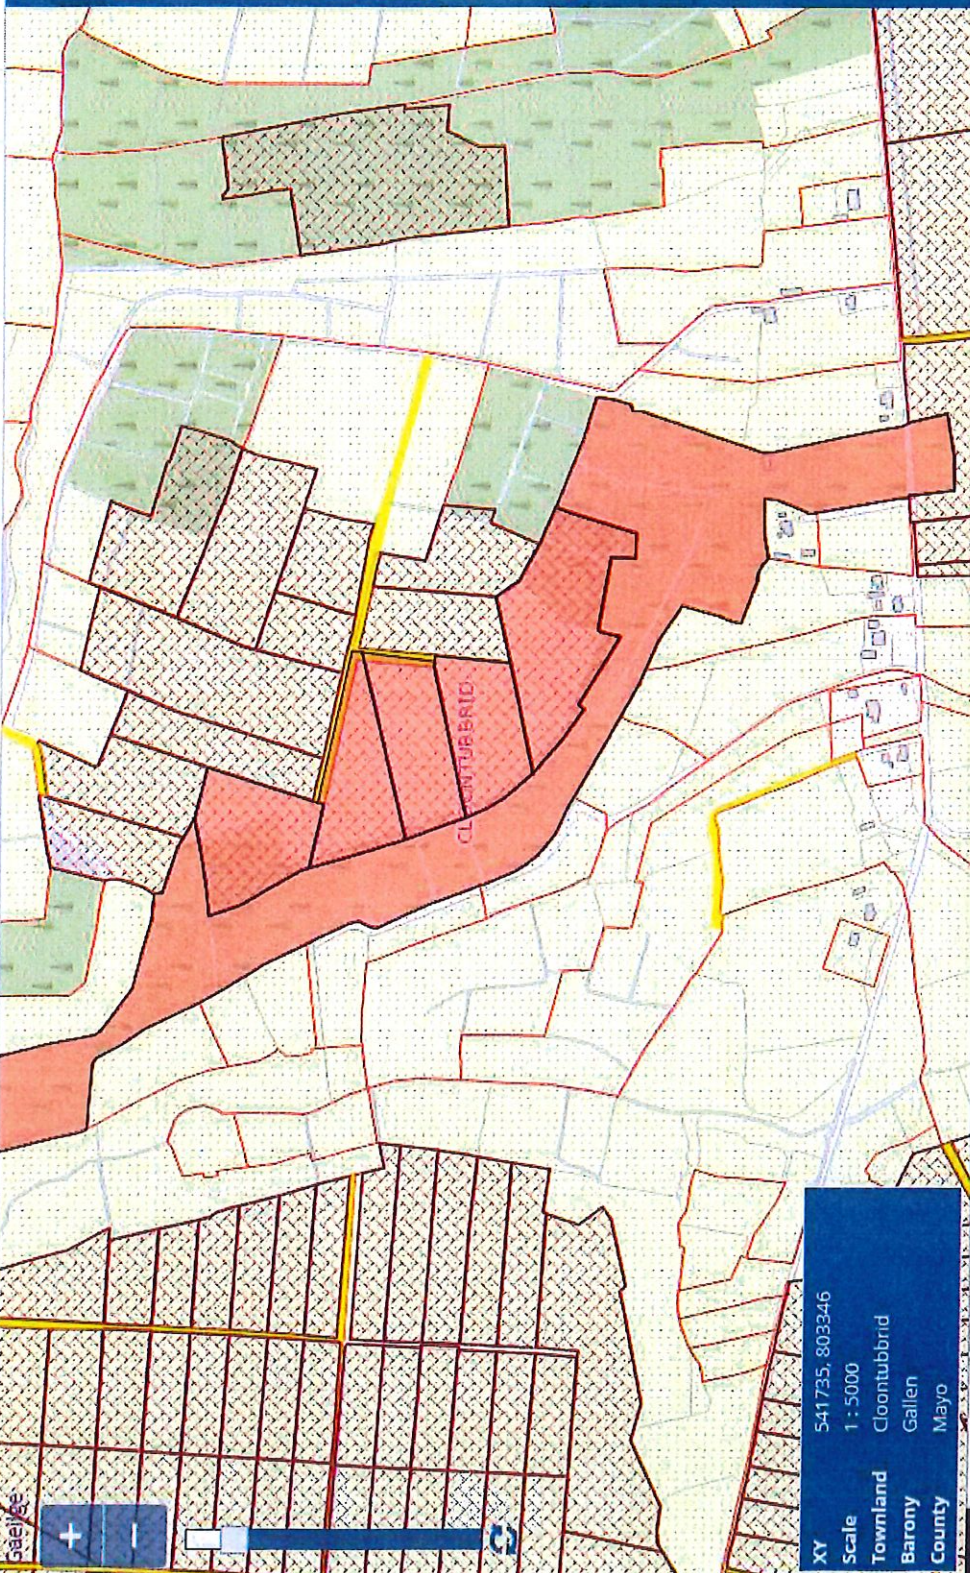 Gaeilge
+
−
CLOONTUBBRID
XY 541735, 803346
Scale 1 : 5000
Townland Cloontubbrid
Barony Gallen
County Mayo